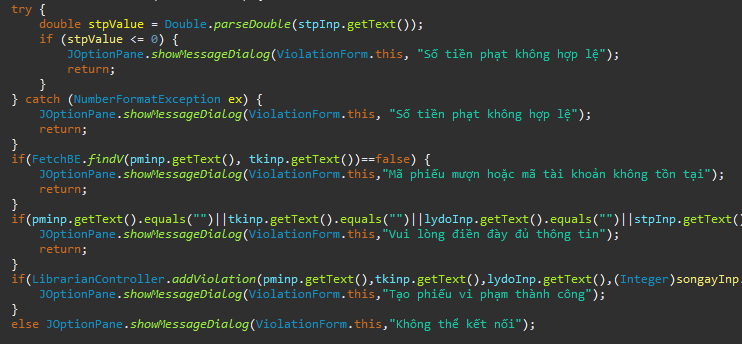 try {
double stpValue = Double.parseDouble(stpInp.getText());
if (stpValue <= 0) {
JOptionPane.showMessageDialog(ViolationForm.this, "Số tiền phạt không hợp lệ");
return;
}
} catch (NumberFormatException ex) {
JOptionPane.showMessageDialog(ViolationForm.this, "Số tiền phạt không hợp lệ");
return;
}
if(FetchBE.findV(pminp.getText(), tkinp.getText())==false) {
JOptionPane.showMessageDialog(ViolationForm.this,"Mã phiếu mượn hoặc mã tài khoản không tồn tại");
return;
}
if(pminp.getText().equals("")||tkinp.getText().equals("")||lydoInp.getText().equals("")||stpInp.getText()
JOptionPane.showMessageDialog(ViolationForm.this,"Vui lòng điền đầy đủ thông tin");
return;
}
if(LibrarianController.addViolation(pminp.getText(),tkinp.getText(),lydoInp.getText(),(Integer)songayInp.
JOptionPane.showMessageDialog(ViolationForm.this,"Tạo phiếu vi phạm thành công");
}
else JOptionPane.showMessageDialog(ViolationForm.this,"Không thể kết nối");